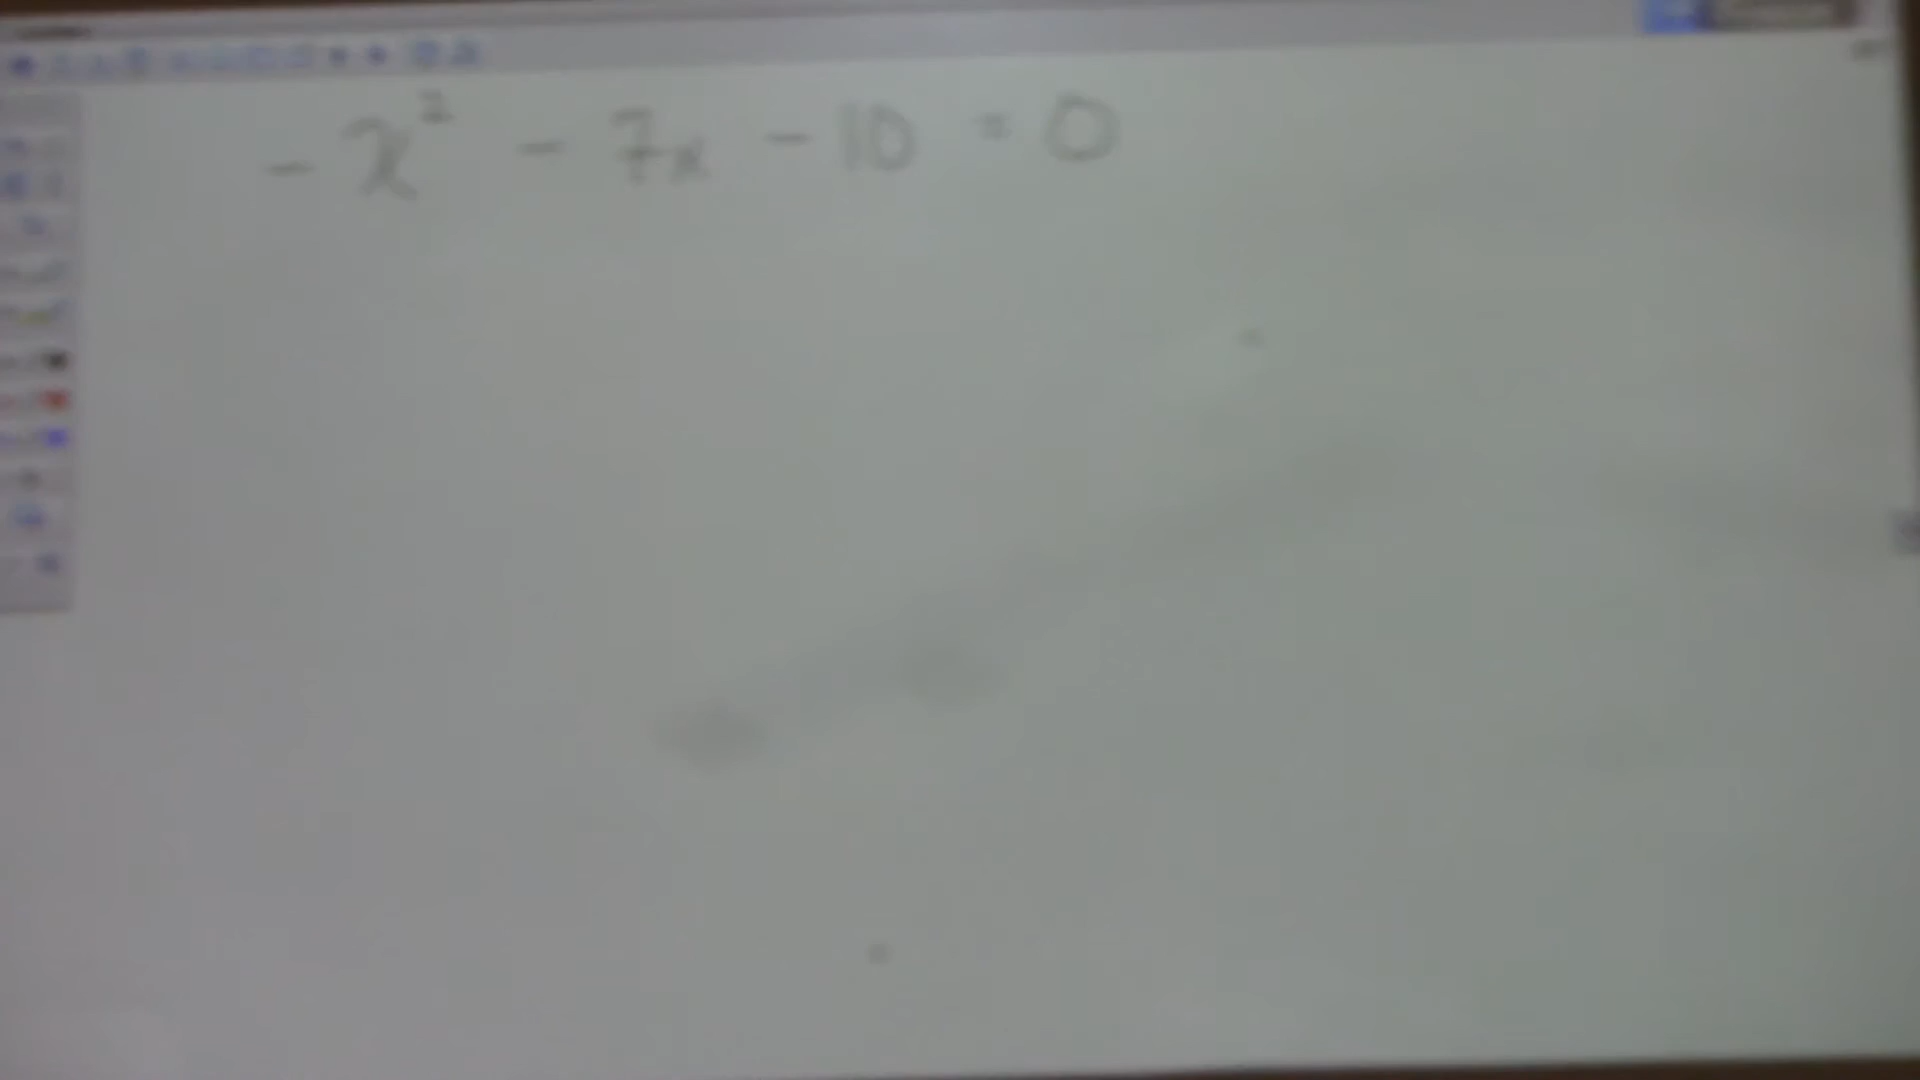 - x² - 7x - 10 = 0